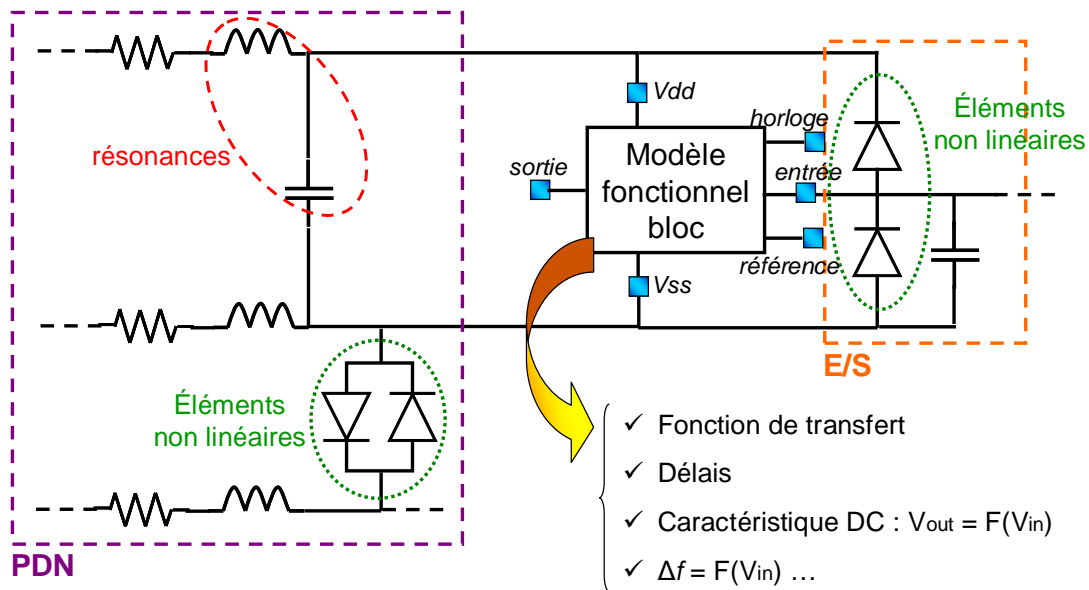 résonances
Vdd
horloge
Éléments
non linéaires
sortie
Modèle
fonctionnel
bloc
entrée
référence
Vss
E/S
Éléments
non linéaires
PDN
✓ Fonction de transfert
✓ Délais
✓ Caractéristique DC : Vout = F(Vin)
✓ Δf = F(Vin) …